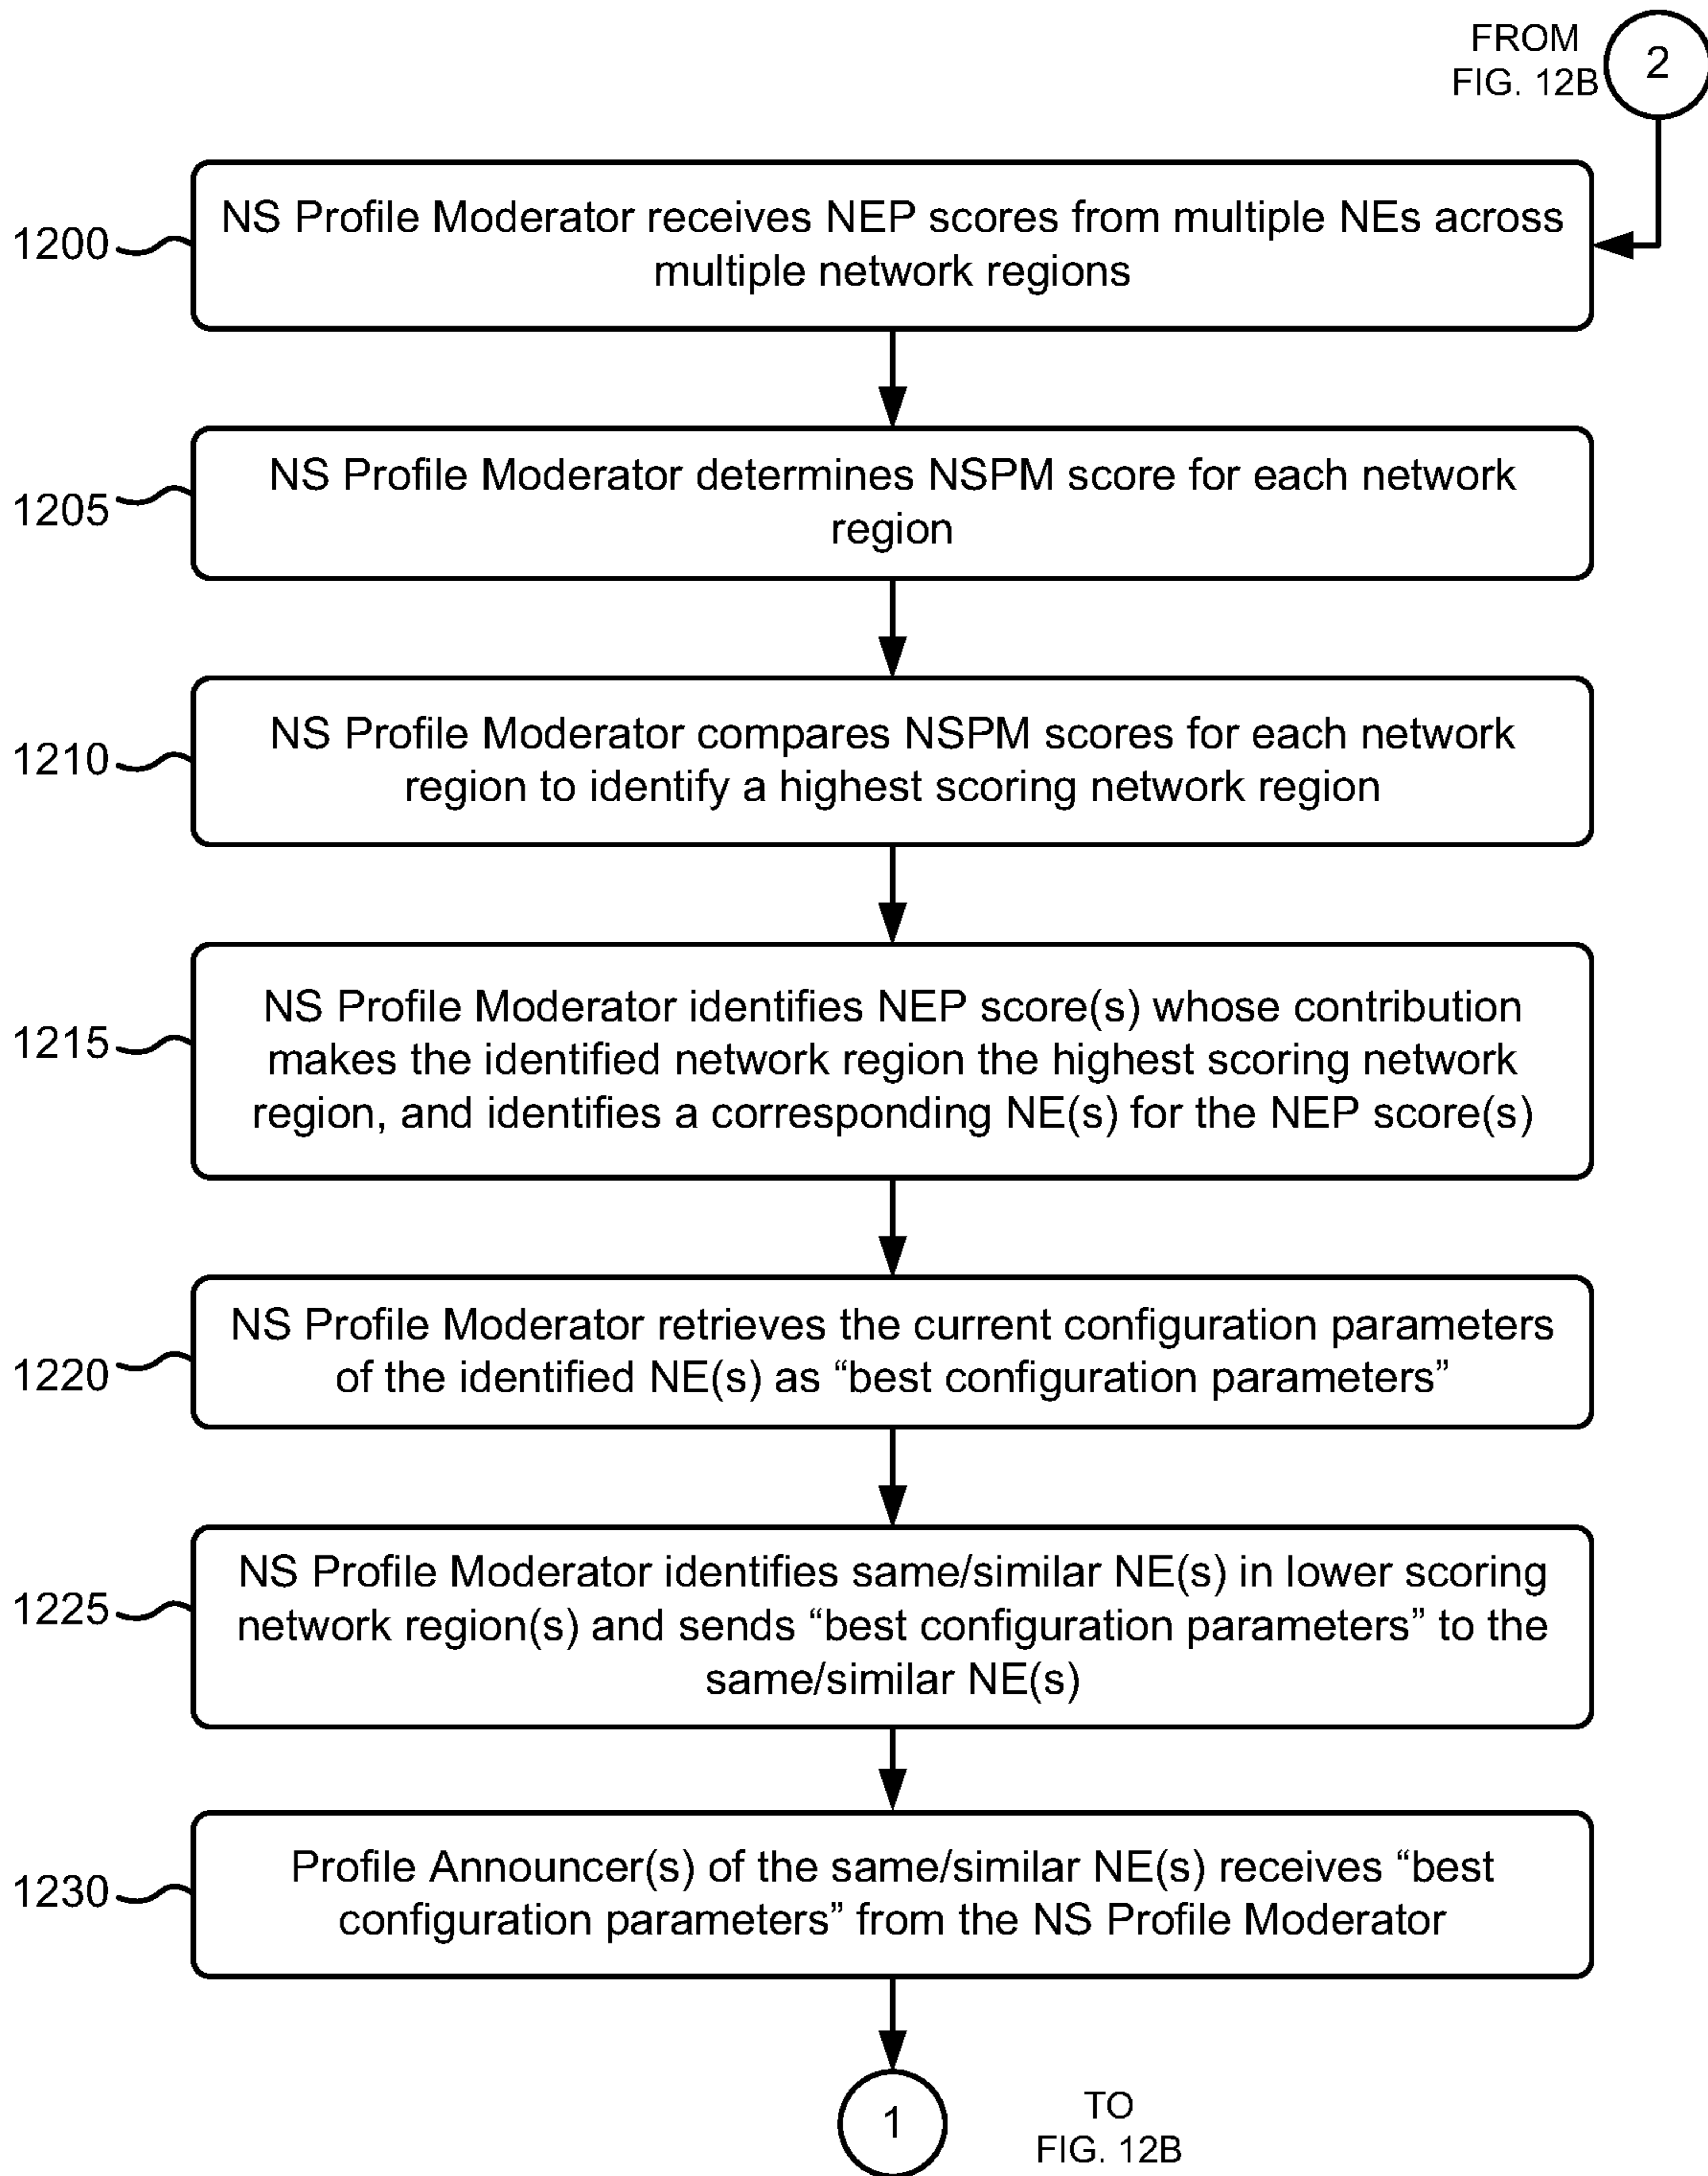 FROM
FIG. 12B
2
1200
NS Profile Moderator receives NEP scores from multiple NEs across
multiple network regions
1205
NS Profile Moderator determines NSPM score for each network
region
1210
NS Profile Moderator compares NSPM scores for each network
region to identify a highest scoring network region
1215
NS Profile Moderator identifies NEP score(s) whose contribution
makes the identified network region the highest scoring network
region, and identifies a corresponding NE(s) for the NEP score(s)
1220
NS Profile Moderator retrieves the current configuration parameters
of the identified NE(s) as “best configuration parameters”
1225
NS Profile Moderator identifies same/similar NE(s) in lower scoring
network region(s) and sends “best configuration parameters” to the
same/similar NE(s)
1230
Profile Announcer(s) of the same/similar NE(s) receives “best
configuration parameters” from the NS Profile Moderator
1
TO
FIG. 12B